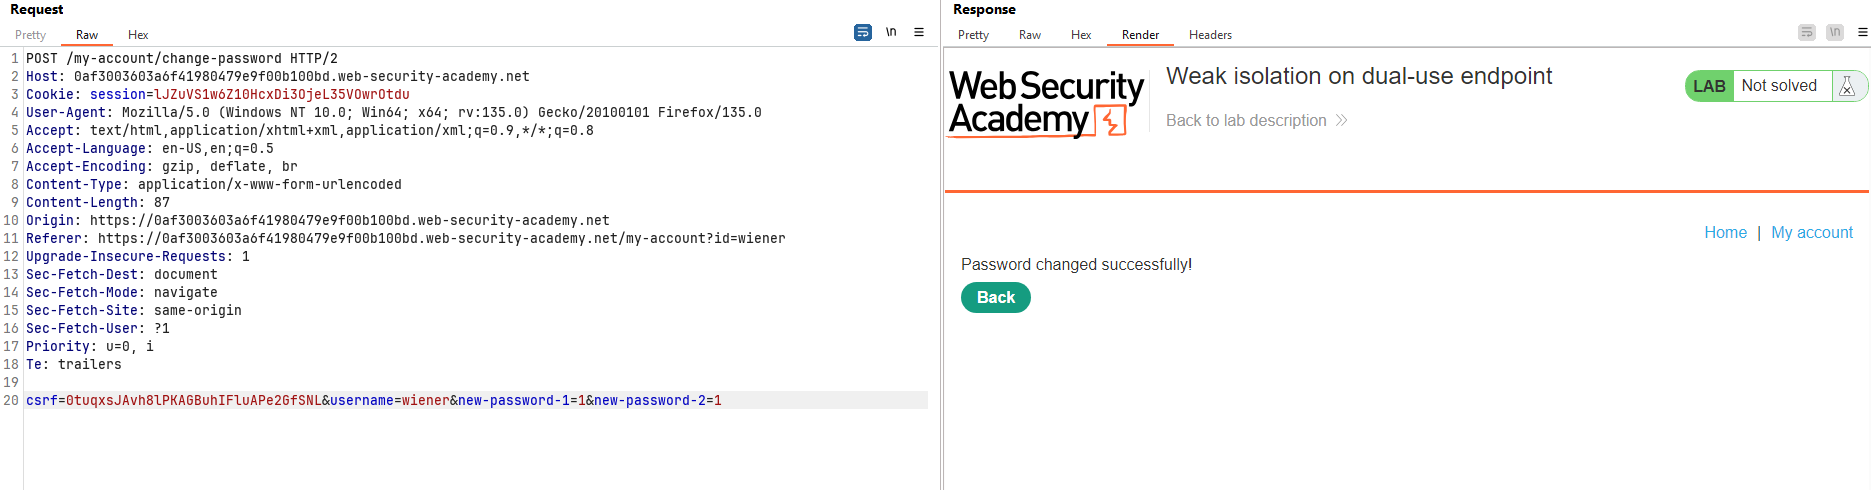 Request
Pretty Raw Hex
\n
1 POST /my-account/change-password HTTP/2
2 Host: 0af3003603a6f41980479e9f00b100bd.web-security-academy.net
3 Cookie: session=lJZuVS1w6Z10HcxDi3OjeL35VOwrOtdu
4 User-Agent: Mozilla/5.0 (Windows NT 10.0; Win64; x64; rv:135.0) Gecko/20100101 Firefox/135.0
5 Accept: text/html,application/xhtml+xml,application/xml;q=0.9,*/*;q=0.8
6 Accept-Language: en-US,en;q=0.5
7 Accept-Encoding: gzip, deflate, br
8 Content-Type: application/x-www-form-urlencoded
9 Content-Length: 87
10 Origin: https://0af3003603a6f41980479e9f00b100bd.web-security-academy.net
11 Referer: https://0af3003603a6f41980479e9f00b100bd.web-security-academy.net/my-account?id=wiener
12 Upgrade-Insecure-Requests: 1
13 Sec-Fetch-Dest: document
14 Sec-Fetch-Mode: navigate
15 Sec-Fetch-Site: same-origin
16 Sec-Fetch-User: ?1
17 Priority: u=0, i
18 Te: trailers
19
20 csrf=0tuqxsJAvh8lPKAGBuhIFluAPe2GfSNL&username=wiener&new-password-1=1&new-password-2=1
Response
Pretty Raw Hex Render Headers
\n
Web Security
Academy
Weak isolation on dual-use endpoint
Back to lab description
LAB Not solved
Home | My account
Password changed successfully!
Back